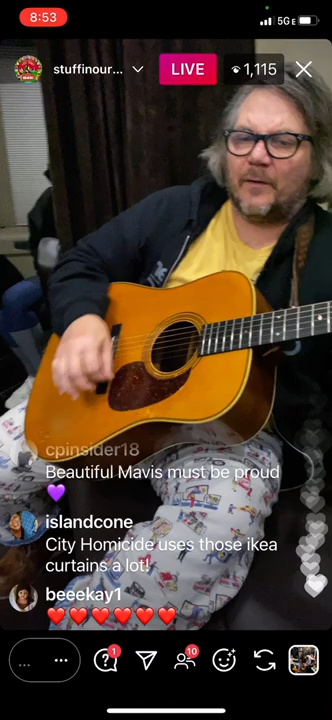 8:53
5G E
stuffinour...
LIVE
1,115
cpinsider18
Beautiful Mavis must be proud
💜
islandcone
City Homicide uses those ikea
curtains a lot!
beeekay1
❤️❤️❤️❤️❤️❤️
...
1
10